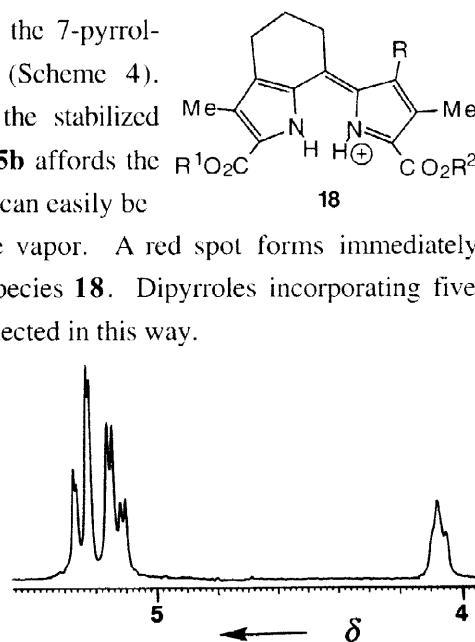 the 7-pyrrol-
(Scheme 4).
the stabilized
5b affords the
can easily be
vapor. A red spot forms immediately
pecies 18. Dipyrroles incorporating five
ected in this way.
R
Me
N
H
N
H
⊕
Me
R¹O₂C
CO₂R²
18
5
4
δ